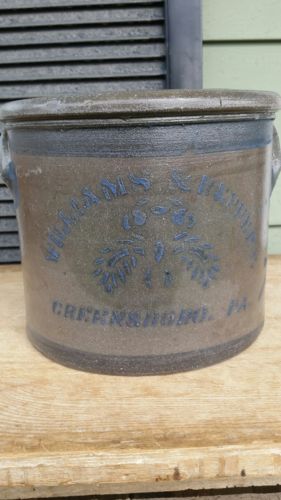 WILLIAMS & REPPERT
GREENSBORO, PA